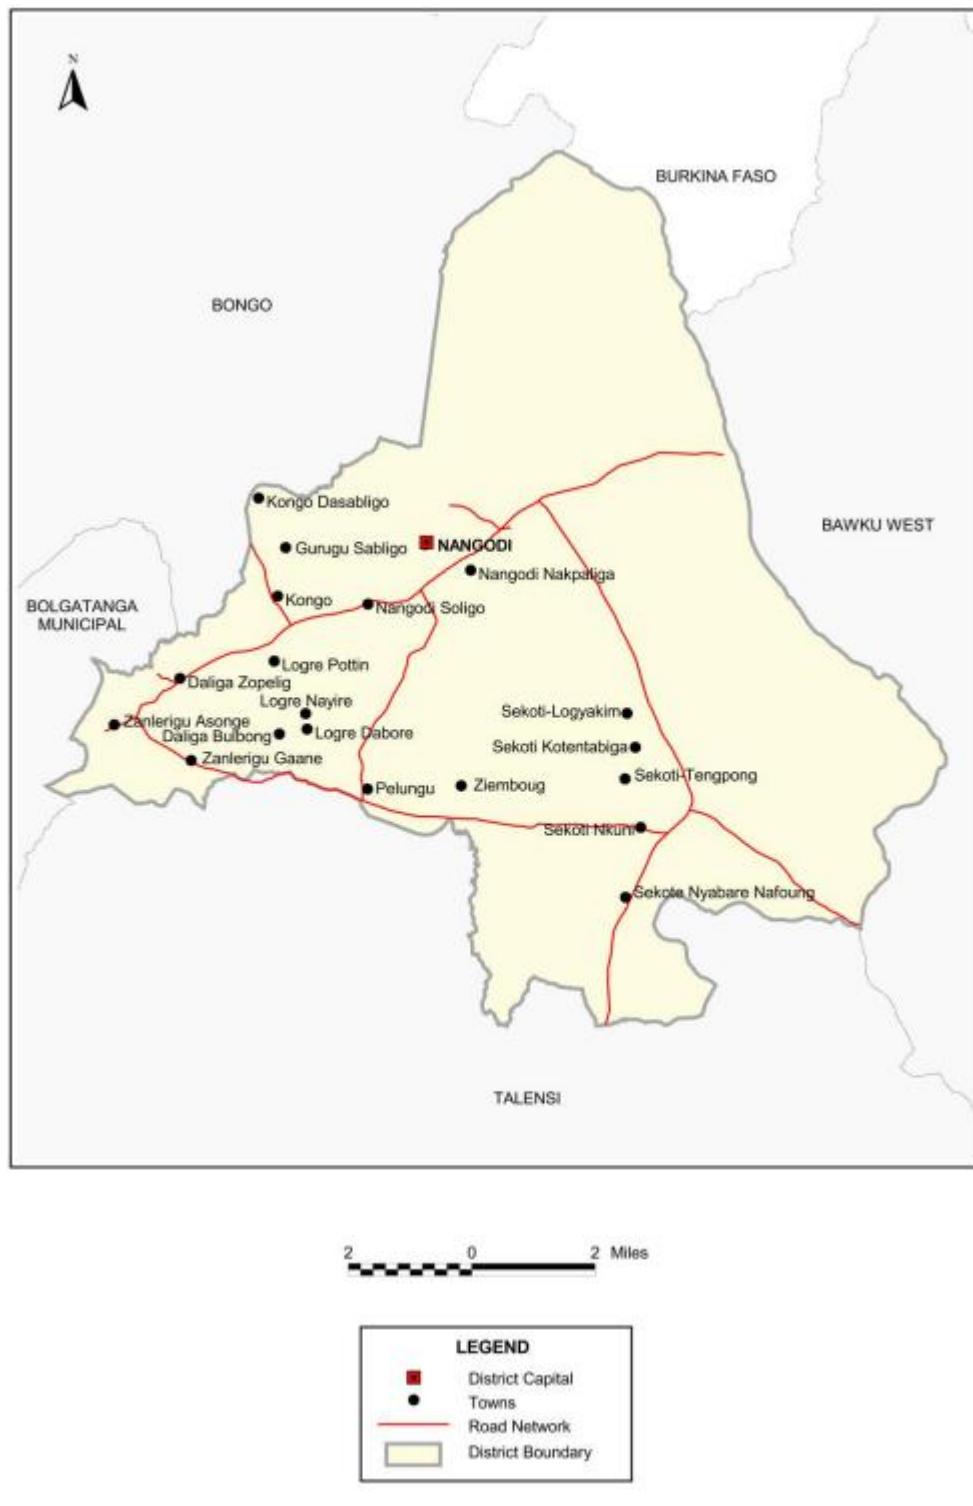 N
BURKINA FASO
BONGO
Kongo Dasabligo
BAWKU WEST
Gurugu Sabligo
NANGODI
Nangodi Nakpaliga
BOLGATANGA
MUNICIPAL
Kongo
Nangodi Soligo
Logre Pottin
Daliga Zopelig
Logre Nayire
Sekoti-Logyakim
Zanlerigu Asonge
Daliga Bulbong
Logre Dabore
Sekoti Kotentabiga
Zanlerigu Gaane
Sekoti-Tengpong
Pelungu
Ziemboug
Sekoti Nkuni
Sekote Nyabare Nafoung
TALENSI
2 0 2 Miles
LEGEND
District Capital
Towns
Road Network
District Boundary